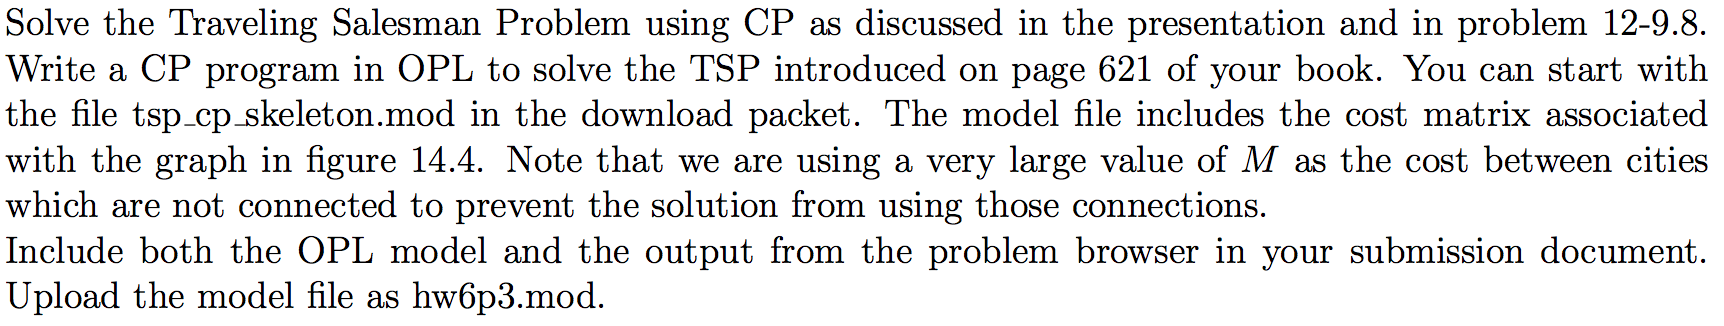 Solve the Traveling Salesman Problem using CP as discussed in the presentation and in problem 12-9.8.
Write a CP program in OPL to solve the TSP introduced on page 621 of your book. You can start with
the file tsp_cp_skeleton.mod in the download packet. The model file includes the cost matrix associated
with the graph in figure 14.4. Note that we are using a very large value of M as the cost between cities
which are not connected to prevent the solution from using those connections.
Include both the OPL model and the output from the problem browser in your submission document.
Upload the model file as hw6p3.mod.